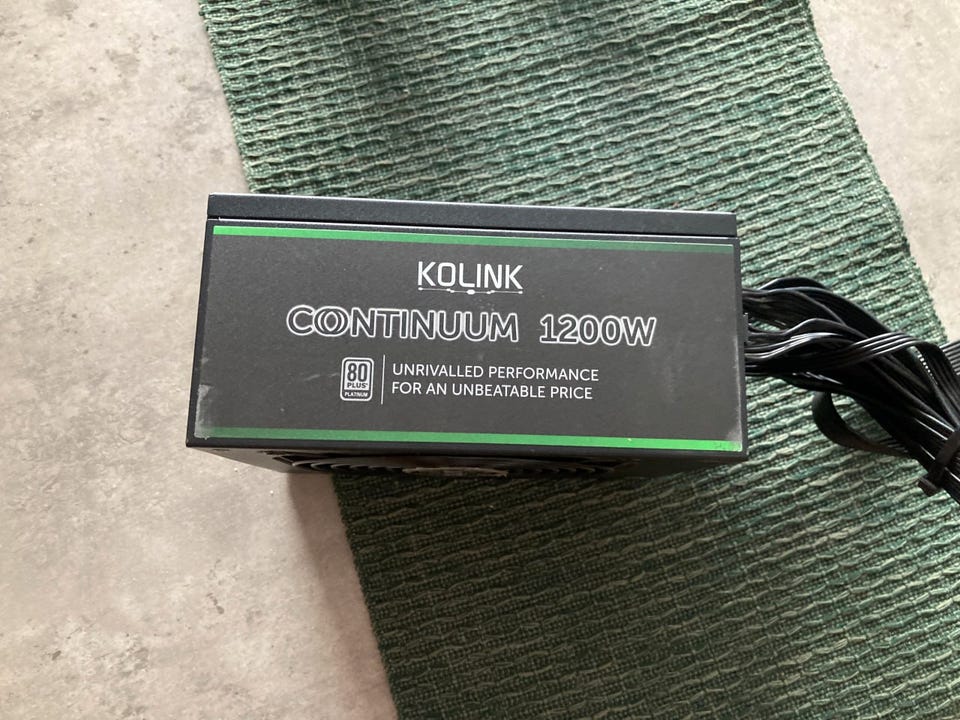 KOLINK
CONTINUUM 1200W
80
PLUS
PLATINUM
UNRIVALLED PERFORMANCE
FOR AN UNBEATABLE PRICE